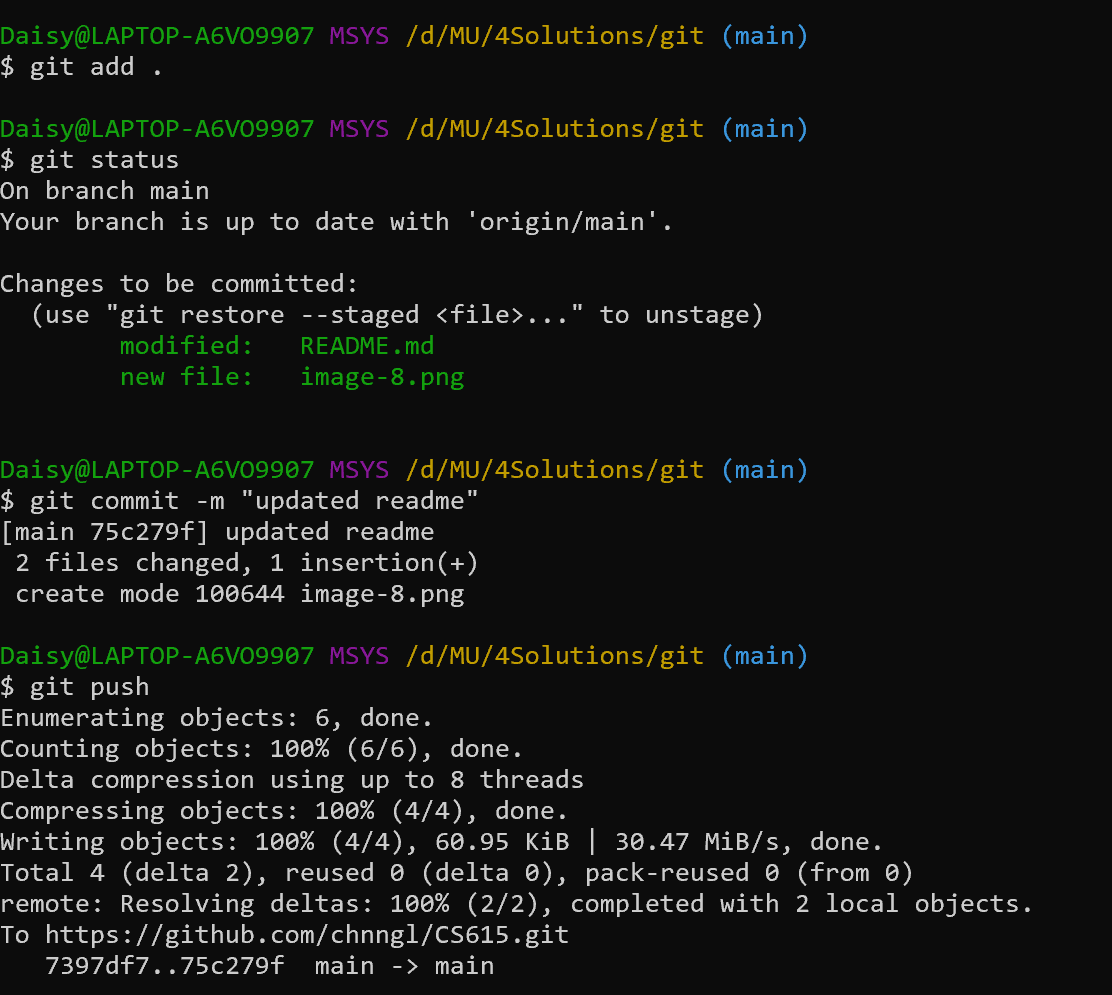 Daisy@LAPTOP-A6VO9907 MSYS /d/MU/4Solutions/git (main)
$ git add .
Daisy@LAPTOP-A6VO9907 MSYS /d/MU/4Solutions/git (main)
$ git status
On branch main
Your branch is up to date with 'origin/main'.
Changes to be committed:
  (use "git restore --staged <file>..." to unstage)
        modified:   README.md
        new file:   image-8.png
Daisy@LAPTOP-A6VO9907 MSYS /d/MU/4Solutions/git (main)
$ git commit -m "updated readme"
[main 75c279f] updated readme
 2 files changed, 1 insertion(+)
 create mode 100644 image-8.png
Daisy@LAPTOP-A6VO9907 MSYS /d/MU/4Solutions/git (main)
$ git push
Enumerating objects: 6, done.
Counting objects: 100% (6/6), done.
Delta compression using up to 8 threads
Compressing objects: 100% (4/4), done.
Writing objects: 100% (4/4), 60.95 KiB | 30.47 MiB/s, done.
Total 4 (delta 2), reused 0 (delta 0), pack-reused 0 (from 0)
remote: Resolving deltas: 100% (2/2), completed with 2 local objects.
To https://github.com/chnngl/CS615.git
   7397df7..75c279f  main -> main